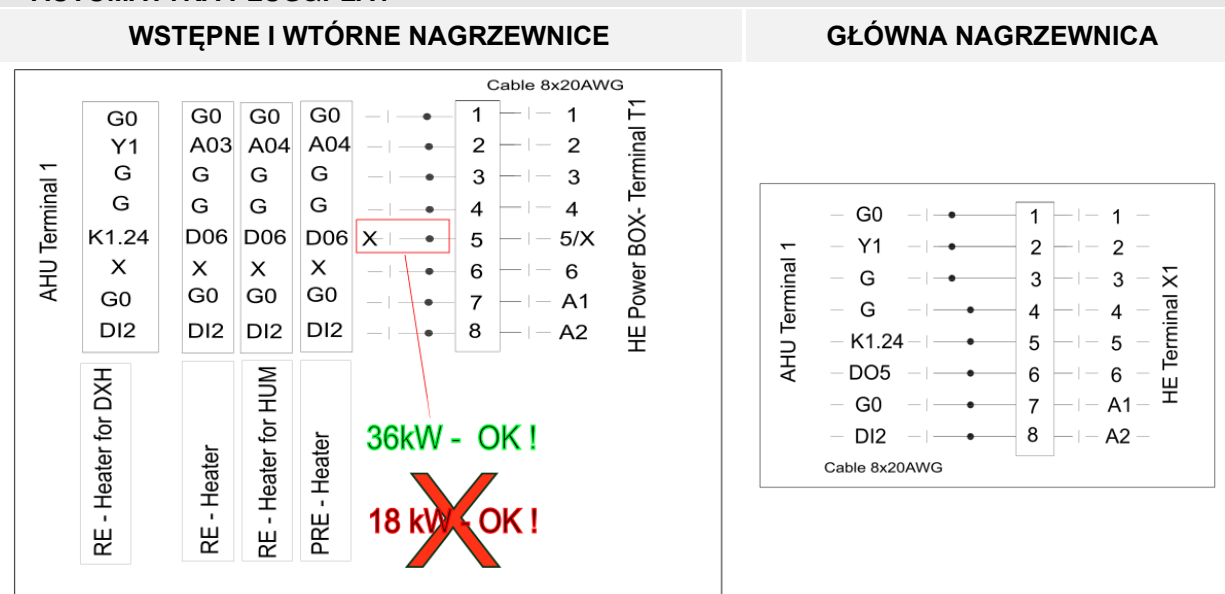 WSTĘPNE I WTÓRNE NAGRZEWNICE
GŁÓWNA NAGRZEWNICA
Cable 8x20AWG
AHU Terminal 1
G0 G0 G0 G0 1 1
Y1 A03 A04 A04 2 2
G G G G 3 3
G G G G 4 4
K1.24 D06 D06 D06 X 5 5/X
X X X X 6 6
G0 G0 G0 G0 7 A1
DI2 DI2 DI2 DI2 8 A2
HE Power BOX- Terminal T1
RE - Heater for DXH
RE - Heater
RE - Heater for HUM
PRE - Heater
36kW - OK !
18 kW - OK !
X
AHU Terminal 1
G0 1 1
Y1 2 2
G 3 3
G 4 4
K1.24 5 5
DO5 6 6
G0 7 A1
DI2 8 A2
HE Terminal X1
Cable 8x20AWG